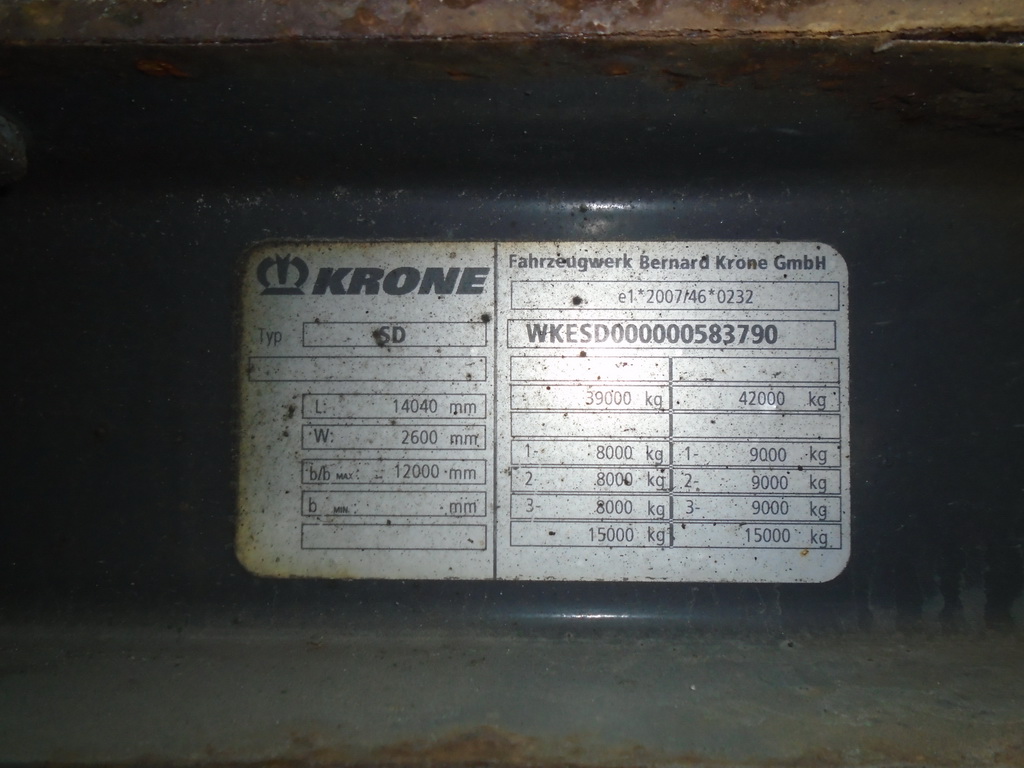 KRONE
Typ SD
L: 14040 mm
W: 2600 mm
b/b MAX.: 12000 mm
b MIN.: mm
Fahrzeugwerk Bernard Krone GmbH
e1*2007/46*0232
WKESD000000583790
39000 kg 42000 kg
1- 8000 kg 1- 9000 kg
2- 8000 kg 2- 9000 kg
3- 8000 kg 3- 9000 kg
15000 kg 15000 kg